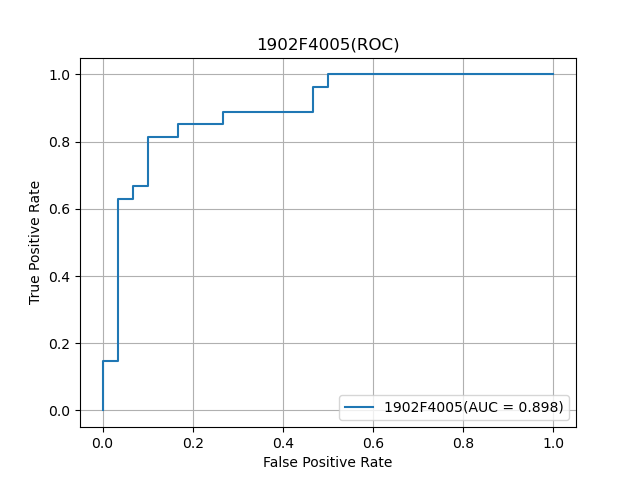 1902F4005(ROC)
1.0
0.8
0.6
0.4
0.2
0.0
True Positive Rate
1902F4005(AUC = 0.898)
0.0 0.2 0.4 0.6 0.8 1.0
False Positive Rate